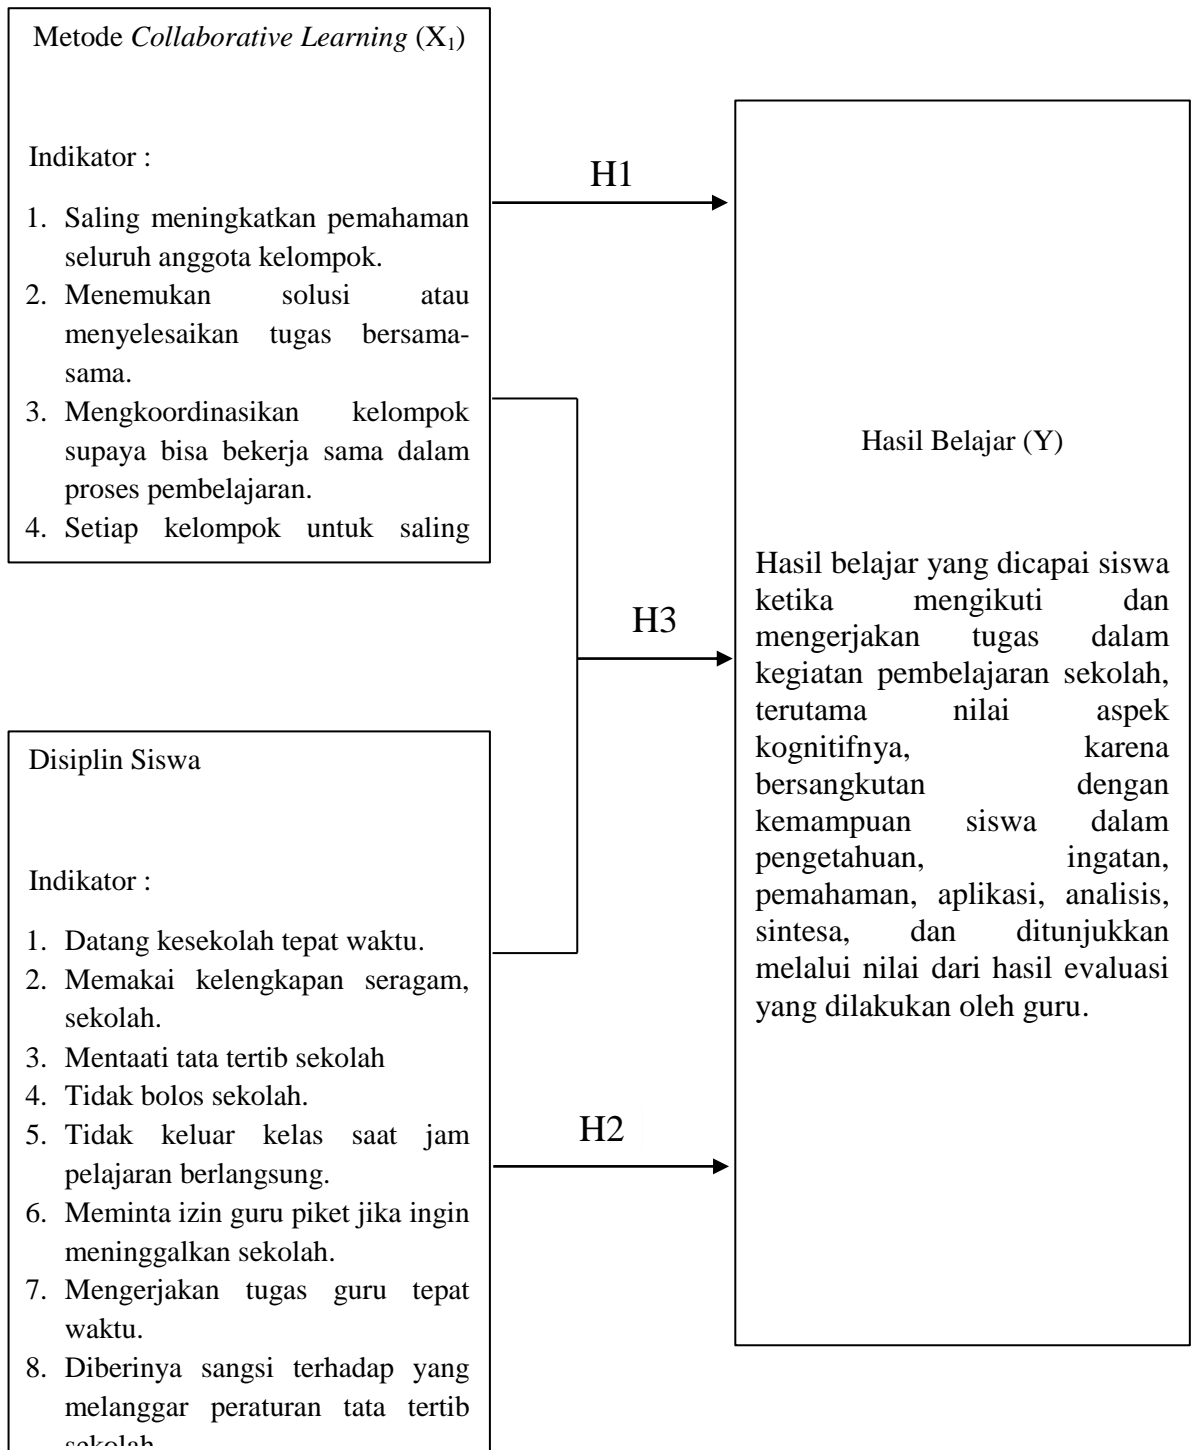 Metode Collaborative Learning (X₁)
Indikator :
1. Saling meningkatkan pemahaman
seluruh anggota kelompok.
2. Menemukan solusi atau
menyelesaikan tugas bersama-
sama.
3. Mengkoordinasikan kelompok
supaya bisa bekerja sama dalam
proses pembelajaran.
4. Setiap kelompok untuk saling
H1
H3
Disiplin Siswa
Indikator :
1. Datang kesekolah tepat waktu.
2. Memakai kelengkapan seragam,
sekolah.
3. Mentaati tata tertib sekolah
4. Tidak bolos sekolah.
5. Tidak keluar kelas saat jam
pelajaran berlangsung.
6. Meminta izin guru piket jika ingin
meninggalkan sekolah.
7. Mengerjakan tugas guru tepat
waktu.
8. Diberinya sangsi terhadap yang
melanggar peraturan tata tertib
sekolah
H2
Hasil Belajar (Y)
Hasil belajar yang dicapai siswa
ketika mengikuti dan
mengerjakan tugas dalam
kegiatan pembelajaran sekolah,
terutama nilai aspek
kognitifnya, karena
bersangkutan dengan
kemampuan siswa dalam
pengetahuan, ingatan,
pemahaman, aplikasi, analisis,
sintesa, dan ditunjukkan
melalui nilai dari hasil evaluasi
yang dilakukan oleh guru.